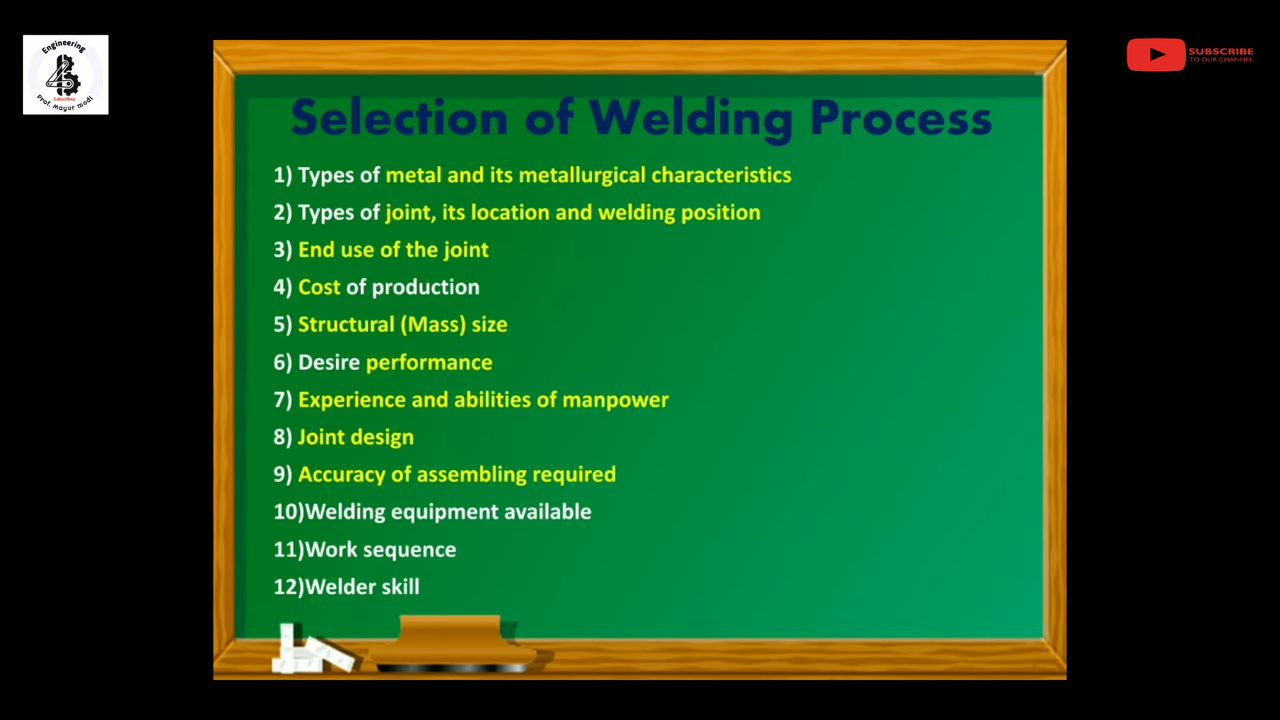 Engineering
Subscribes
Prof. Mayur modi
SUBSCRIBE
TO OUR CHANNEL
Selection of Welding Process
1) Types of metal and its metallurgical characteristics
2) Types of joint, its location and welding position
3) End use of the joint
4) Cost of production
5) Structural (Mass) size
6) Desire performance
7) Experience and abilities of manpower
8) Joint design
9) Accuracy of assembling required
10)Welding equipment available
11)Work sequence
12)Welder skill